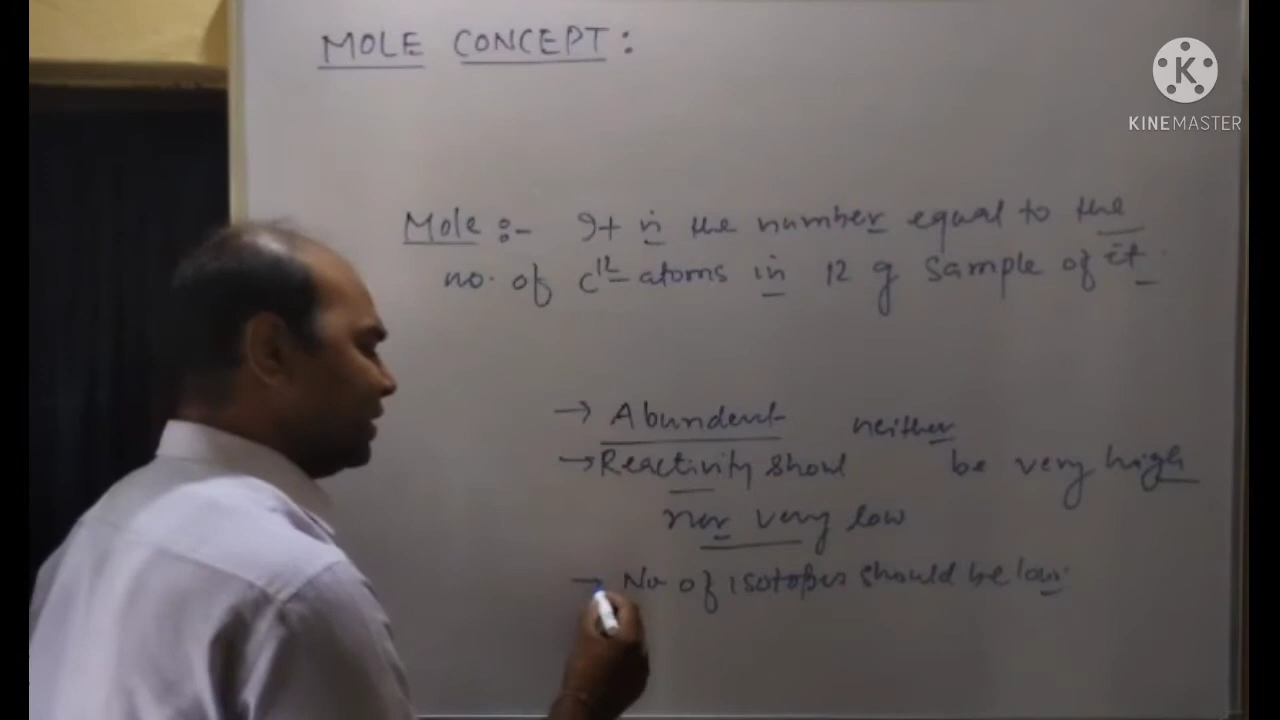 MOLE CONCEPT:
KINEMASTER
Mole :- It is the number equal to the
no. of C12 atoms in 12 g sample of it.
→ Abundent
→ Reactivity shoul neither be very high
nor very low
→ No of isotopes should be low.